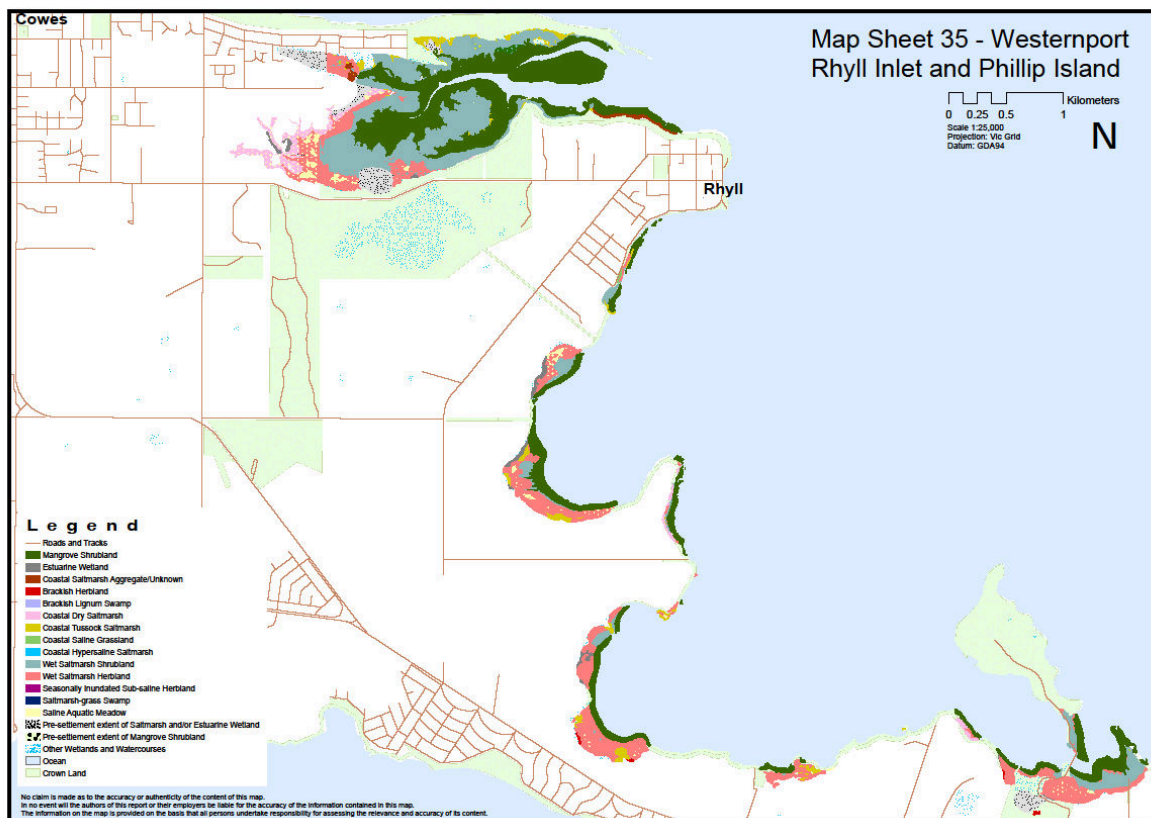 Cowes
Map Sheet 35 - Westernport
Rhyll Inlet and Phillip Island
Kilometers
0 0.25 0.5 1
Scale 1:25,000
Projection: Vic Grid
Datum: GDA94
N
Rhyll
Legend
Roads and Tracks
Mangrove Shrubland
Estuarine Wetland
Coastal Saltmarsh Aggregate/Unknown
Brackish Herbland
Brackish Lignum Swamp
Coastal Dry Saltmarsh
Coastal Tussock Saltmarsh
Coastal Saline Grassland
Coastal Hypersaline Saltmarsh
Wet Saltmarsh Shrubland
Wet Saltmarsh Herbland
Seasonally Inundated Sub-saline Herbland
Saltmarsh-grass Swamp
Saline Aquatic Meadow
Pre-settlement extent of Saltmarsh and/or Estuarine Wetland
Pre-settlement extent of Mangrove Shrubland
Other Wetlands and Watercourses
Ocean
Crown Land
No claim is made as to the accuracy or authenticity of the content of this map.
In no event will the authors of this report or their employers be liable for the accuracy of the information contained in this map.
The information on the map is provided on the basis that all persons undertake responsibility for assessing the relevance and accuracy of its content.